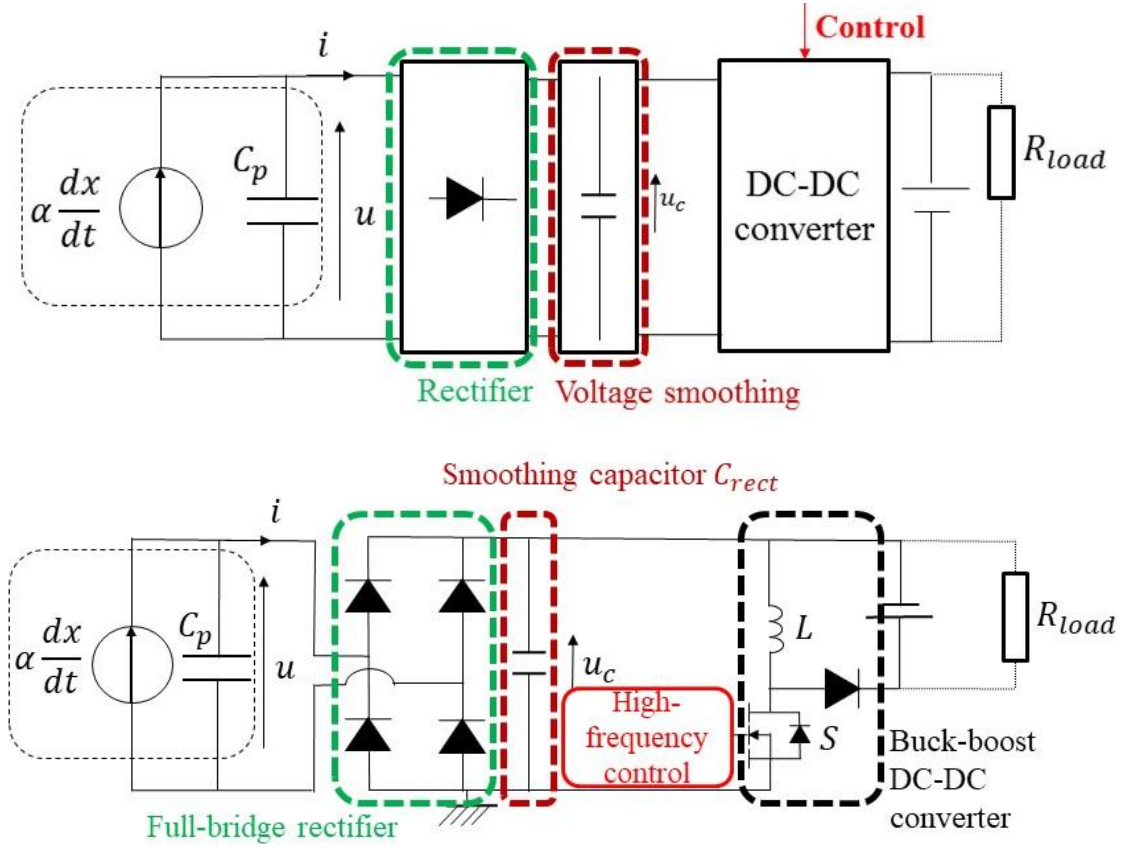 Control
i
α dx/dt
C_p
u
u_c
DC-DC
converter
R_load
Rectifier
Voltage smoothing
Smoothing capacitor C_rect
i
α dx/dt
C_p
u
u_c
High-
frequency
control
L
S
R_load
Buck-boost
DC-DC
converter
Full-bridge rectifier